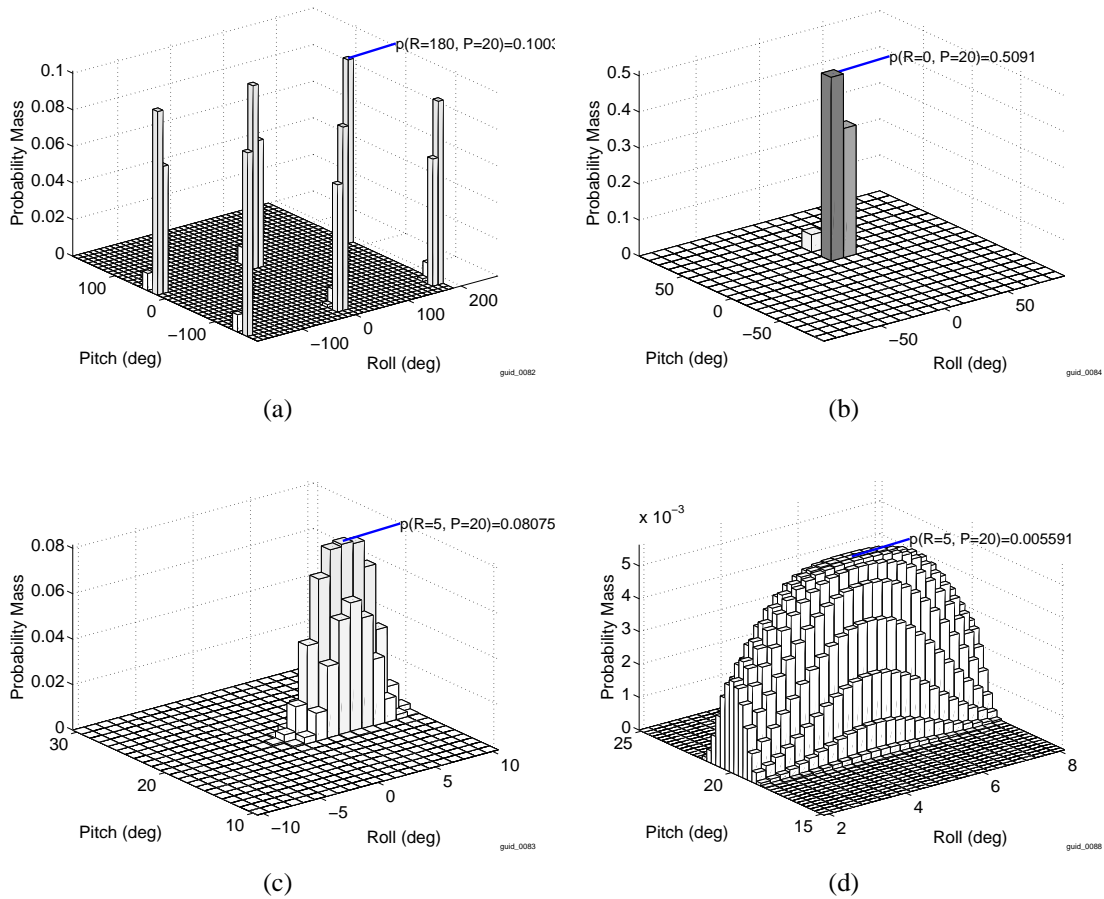 p(R=180, P=20)=0.1003
0.1
0.08
0.06
0.04
0.02
0
Probability Mass
100
0
−100
Pitch (deg)
−100
0
100
200
Roll (deg)
guid_0082
(a)
p(R=0, P=20)=0.5091
0.5
0.4
0.3
0.2
0.1
0
Probability Mass
50
0
−50
Pitch (deg)
−50
0
50
Roll (deg)
guid_0084
(b)
p(R=5, P=20)=0.08075
0.08
0.06
0.04
0.02
0
Probability Mass
30
20
10
Pitch (deg)
−10
−5
0
5
10
Roll (deg)
guid_0083
(c)
x 10−3
p(R=5, P=20)=0.005591
5
4
3
2
1
0
Probability Mass
25
20
15
Pitch (deg)
2
4
6
8
Roll (deg)
guid_0088
(d)